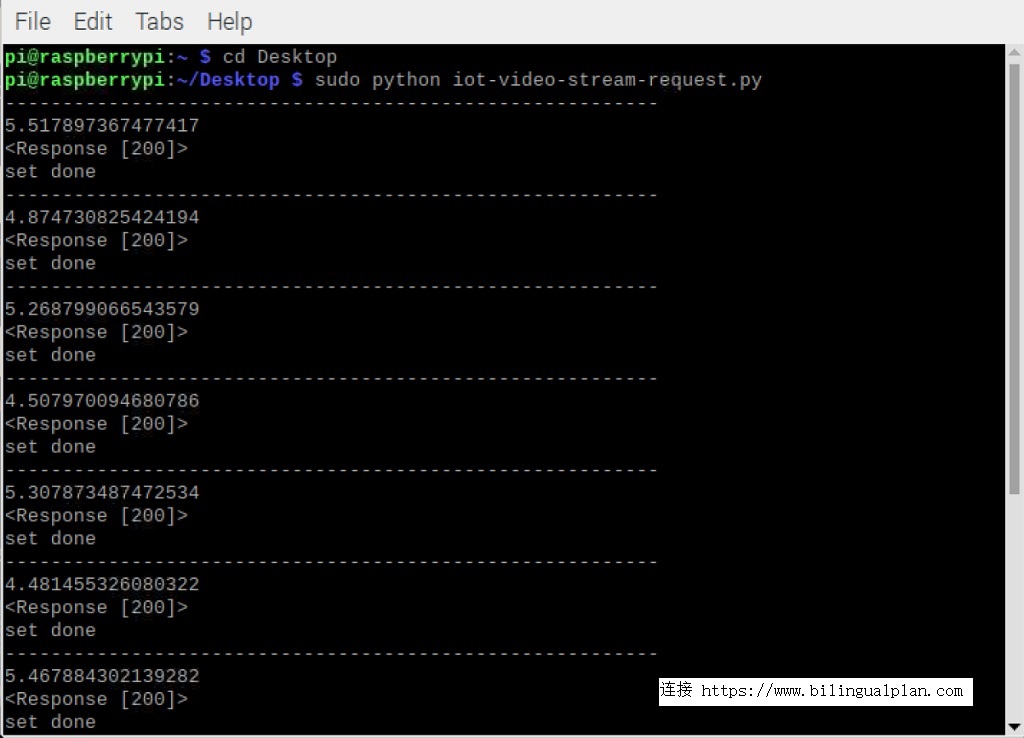 File Edit Tabs Help
pi@raspberrypi:~ $ cd Desktop
pi@raspberrypi:~/Desktop $ sudo python iot-video-stream-request.py
---------------------------------------------------------
5.517897367477417
<Response [200]>
set done
---------------------------------------------------------
4.874730825424194
<Response [200]>
set done
---------------------------------------------------------
5.268799066543579
<Response [200]>
set done
---------------------------------------------------------
4.507970094680786
<Response [200]>
set done
---------------------------------------------------------
5.307873487472534
<Response [200]>
set done
---------------------------------------------------------
4.481455326080322
<Response [200]>
set done
---------------------------------------------------------
5.467884302139282
<Response [200]>
set done
连接 https://www.bilingualplan.com